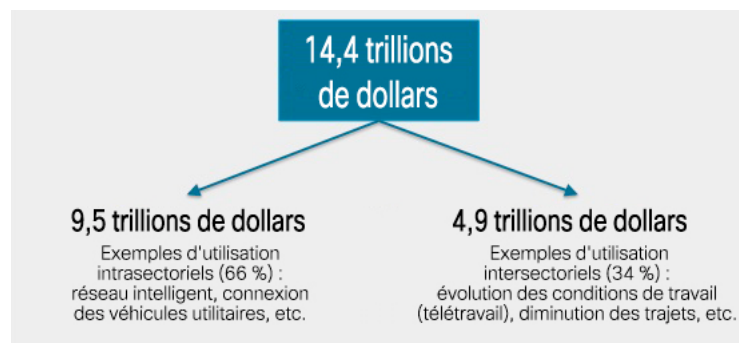 14,4 trillions
de dollars
9,5 trillions de dollars
Exemples d'utilisation
intrasectoriels (66 %) :
réseau intelligent, connexion
des véhicules utilitaires, etc.
4,9 trillions de dollars
Exemples d'utilisation
intersectoriels (34 %) :
évolution des conditions de travail
(télétravail), diminution des trajets, etc.